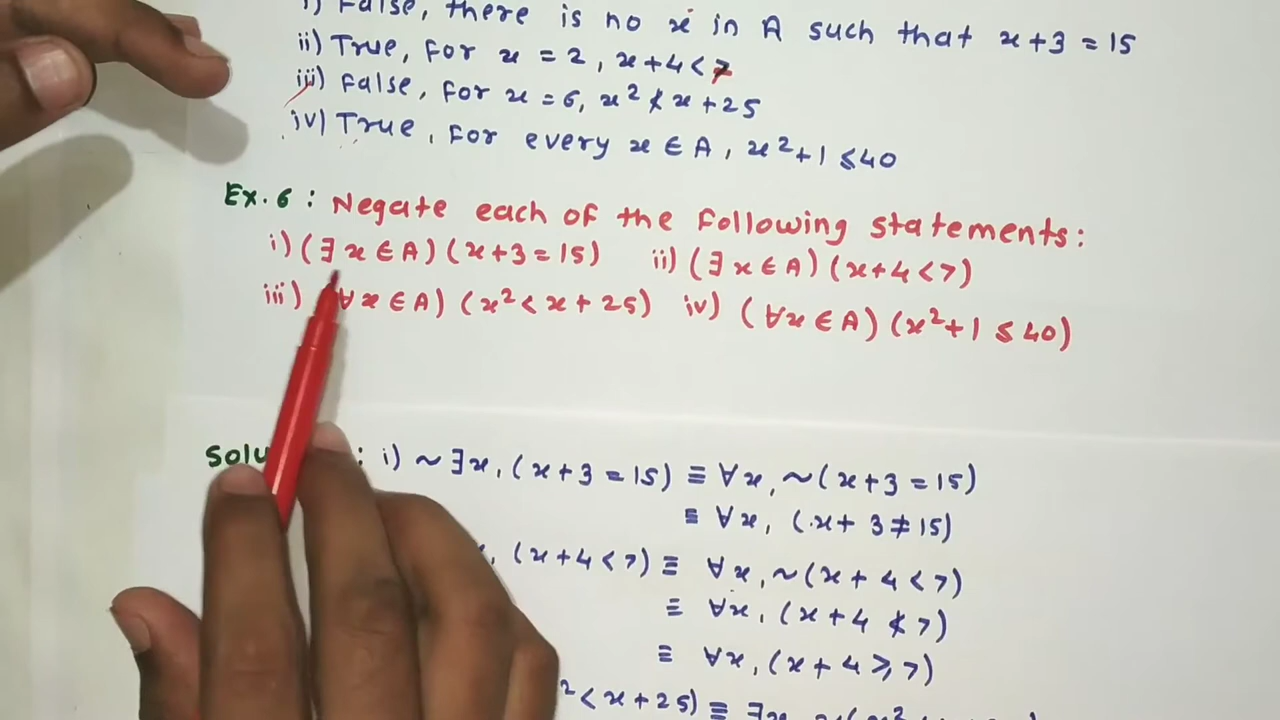 i) False, there is no x in A such that x+3 = 15
ii) True, for x = 2, x+4 < 7
iii) False, for x = 6, x² ≮ x+25
iv) True, for every x ∈ A, x²+1 ≤ 40
Ex. 6 : Negate each of the following statements:
i) (∃ x ∈ A) (x+3 = 15) ii) (∃ x ∈ A) (x+4 < 7)
iii) ∀ x ∈ A) (x² < x + 25) iv) (∀x ∈ A) (x²+1 ≤ 40)
: i) ~ ∃x, (x+3 = 15) ≡ ∀x, ~(x+3 = 15)
≡ ∀x, (x+ 3 ≠ 15)
, (x+4 < 7) ≡ ∀x, ~(x + 4 < 7)
≡ ∀x, (x + 4 ≮ 7)
≡ ∀x, (x + 4 ≥ 7)
² < x + 25) ≡ ∃x